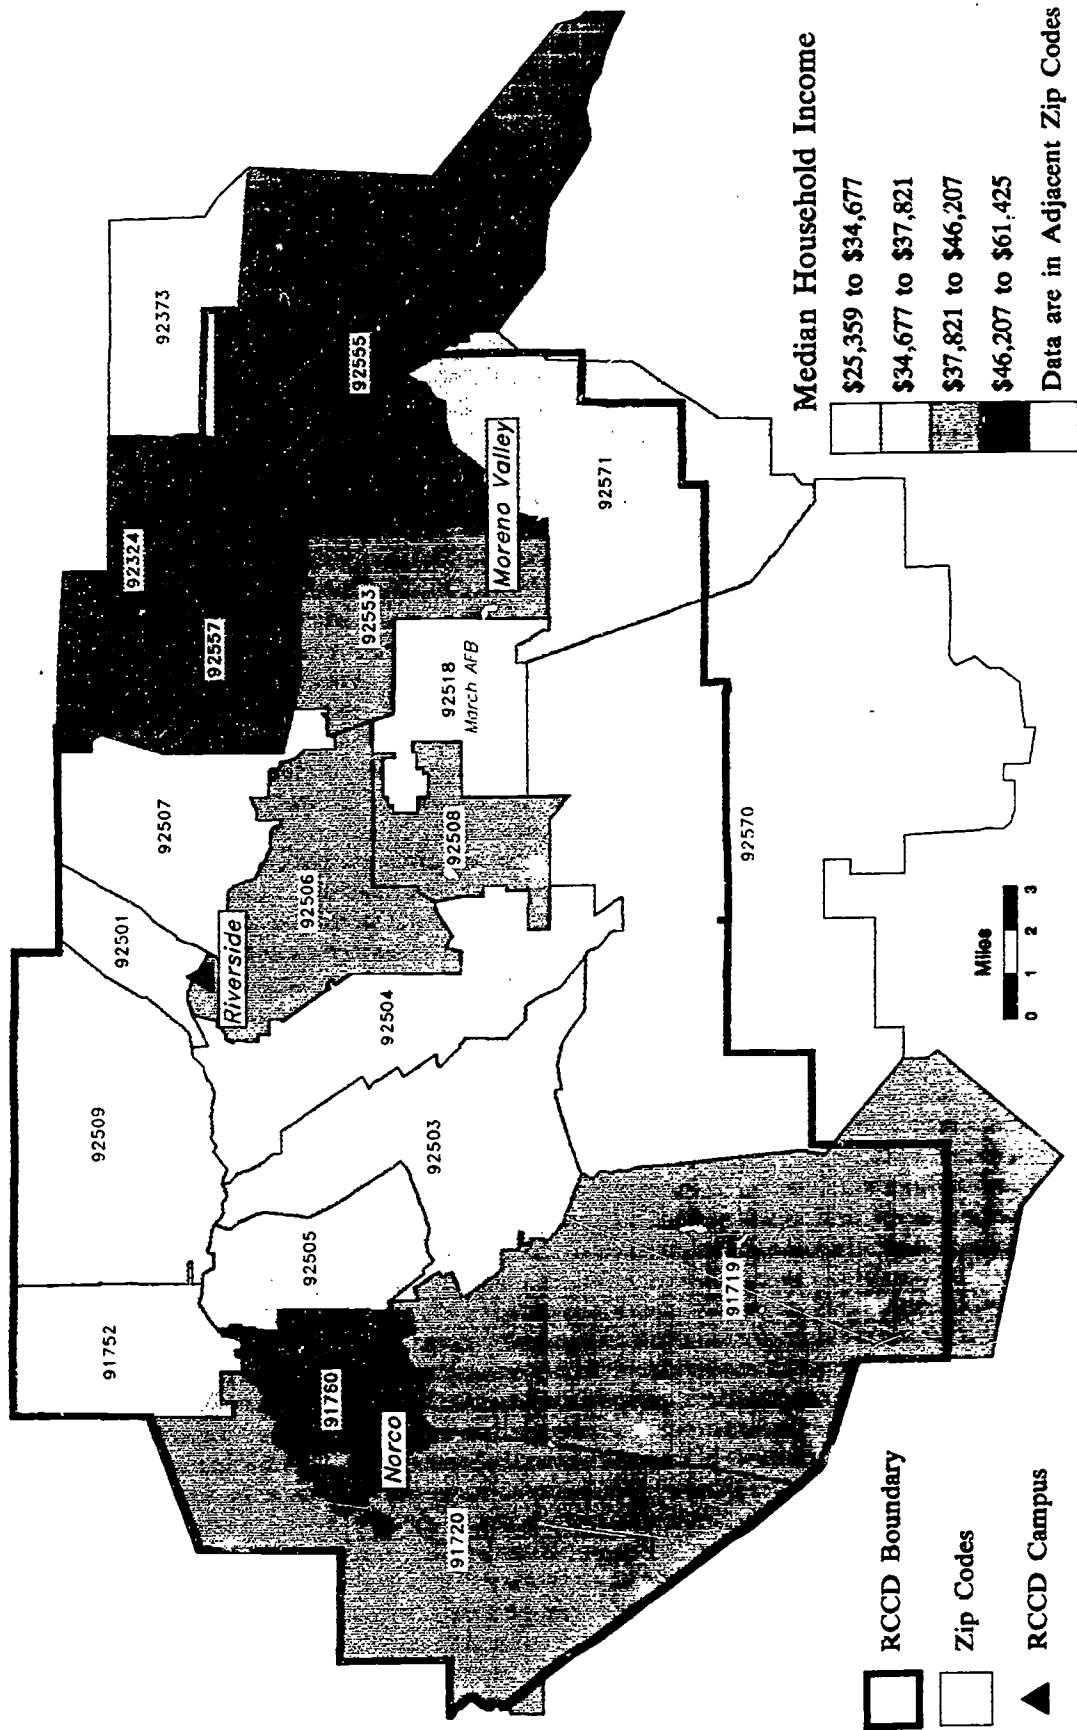 92373
92324
92557
92555
92553
Moreno Valley
92571
92518
March AFB
92507
92508
92501
92506
Riverside
92570
92504
92509
92503
92505
91752
91760
Norco
91719
91720
Median Household Income
$25,359 to $34,677
$34,677 to $37,821
$37,821 to $46,207
$46,207 to $61,425
Data are in Adjacent Zip Codes
Miles
0 1 2 3
RCCD Boundary
Zip Codes
RCCD Campus